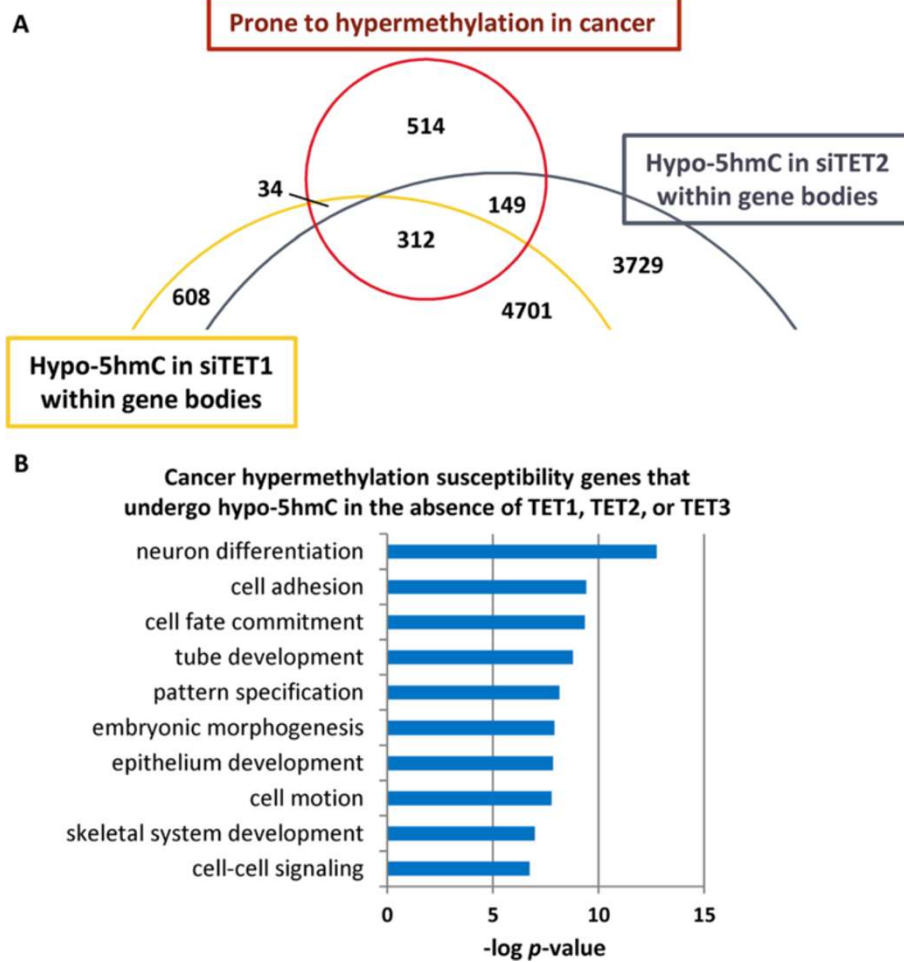 A
Prone to hypermethylation in cancer
514
Hypo-5hmC in siTET2
within gene bodies
34
149
312
3729
608
4701
Hypo-5hmC in siTET1
within gene bodies
B
Cancer hypermethylation susceptibility genes that
undergo hypo-5hmC in the absence of TET1, TET2, or TET3
neuron differentiation
cell adhesion
cell fate commitment
tube development
pattern specification
embryonic morphogenesis
epithelium development
cell motion
skeletal system development
cell-cell signaling
0 5 10 15
-log p-value